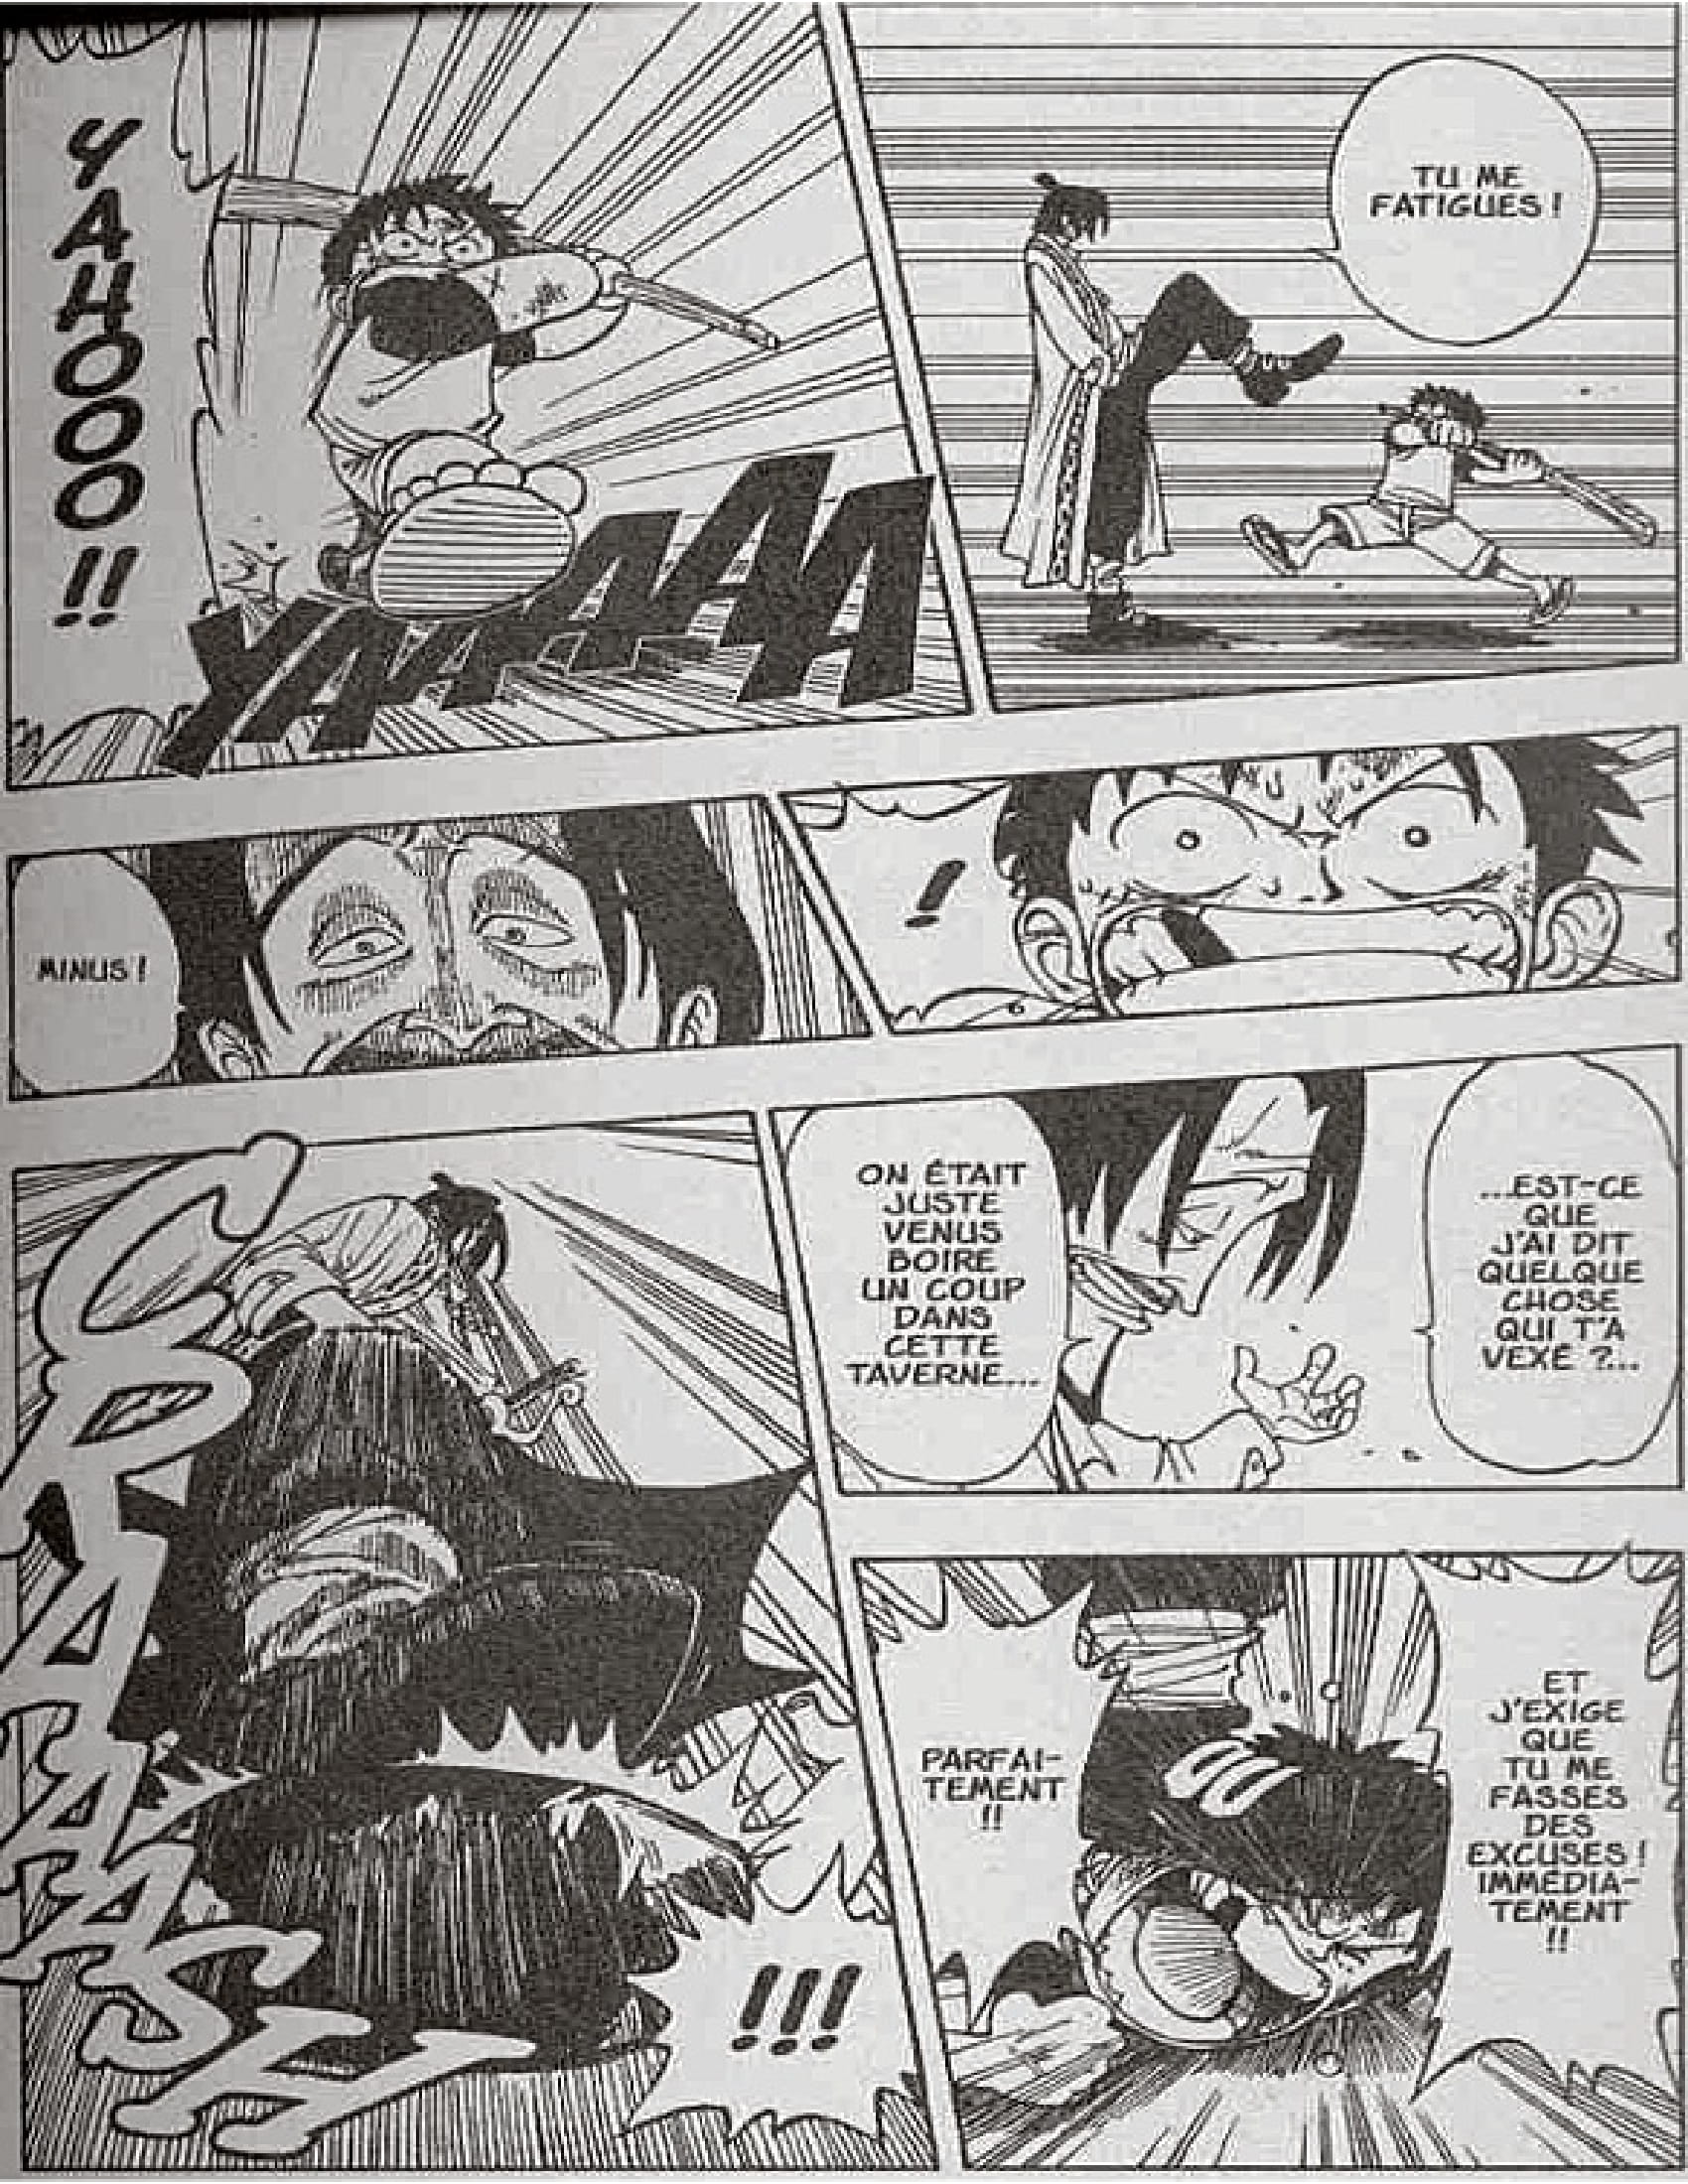 TU ME
FATIGUES !
YAHOOO!!
YAAAAAA
!
MINUS !
...EST-CE
QUE
J'AI DIT
QUELQUE
CHOSE
QUI T'A
VEXÉ ?...
ON ÉTAIT
JUSTE
VENUS
BOIRE
UN COUP
DANS
CETTE
TAVERNE...
ET
J'EXIGE
QUE
TU ME
FASSES
DES
EXCUSES !
IMMÉDIA-
TEMENT
!!
PARFAI-
TEMENT
!!
!!!